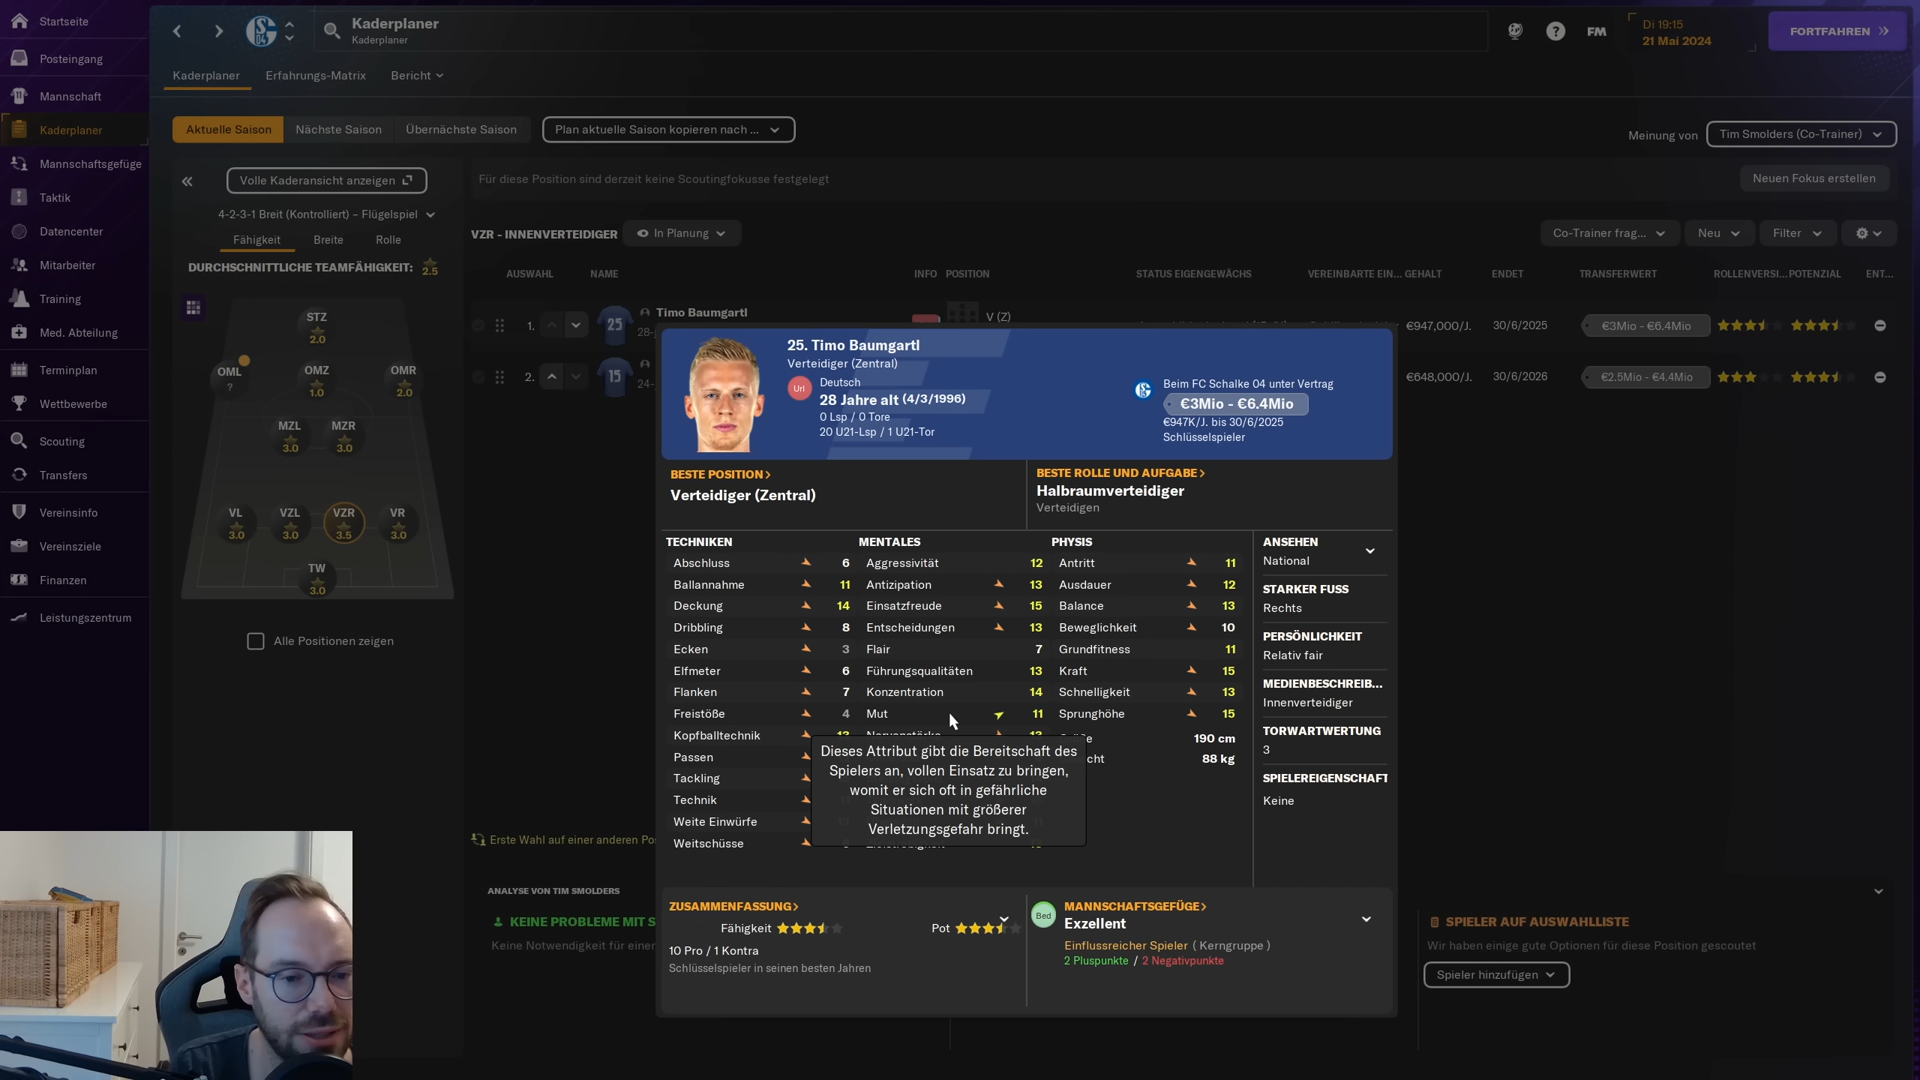 Startseite
Posteingang
Mannschaft
Kaderplaner
Mannschaftsgefüge
Taktik
Datencenter
Mitarbeiter
Training
Med. Abteilung
Terminplan
Wettbewerbe
Scouting
Transfers
Vereinsinfo
Vereinsziele
Finanzen
Leistungszentrum
Kaderplaner
Kaderplaner
FM
Di 19:15
21 Mai 2024
FORTFAHREN
Kaderplaner Erfahrungs-Matrix Bericht
Aktuelle Saison Nächste Saison Übernächste Saison Plan aktuelle Saison kopieren nach ...
Meinung von Tim Smolders (Co-Trainer)
Volle Kaderansicht anzeigen
Für diese Position sind derzeit keine Scoutingfokusse festgelegt
Neuen Fokus erstellen
4-2-3-1 Breit (Kontrolliert) – Flügelspiel
Fähigkeit Breite Rolle
DURCHSCHNITTLICHE TEAMFÄHIGKEIT: 2.5
STZ
2.0
OML
?
OMZ
1.0
OMR
2.0
MZL
3.0
MZR
3.0
VL
3.0
VZL
3.0
VZR
3.5
VR
3.0
TW
3.0
Alle Positionen zeigen
VZR - INNENVERTEIDIGER In Planung
Co-Trainer frag... Neu Filter
AUSWAHL NAME INFO POSITION STATUS EIGENGEWÄCHS VEREINBARTE EIN... GEHALT ENDET TRANSFERWERT ROLLENVERSI... POTENZIAL ENT...
1. 25 Timo Baumgartl V (Z) €947,000/J. 30/6/2025 €3Mio - €6.4Mio
28-
2. 15 24- €648,000/J. 30/6/2026 €2.5Mio - €4.4Mio
25. Timo Baumgartl
Verteidiger (Zentral)
Url
Deutsch
28 Jahre alt (4/3/1996)
0 Lsp / 0 Tore
20 U21-Lsp / 1 U21-Tor
Beim FC Schalke 04 unter Vertrag
€3Mio - €6.4Mio
€947K/J. bis 30/6/2025
Schlüsselspieler
BESTE POSITION
Verteidiger (Zentral)
BESTE ROLLE UND AUFGABE
Halbraumverteidiger
Verteidigen
TECHNIKEN
Abschluss 6
Ballannahme 11
Deckung 14
Dribbling 8
Ecken 3
Elfmeter 6
Flanken 7
Freistöße 4
Kopfballtechnik
Passen
Tackling
Technik
Weite Einwürfe
Weitschüsse
MENTALES
Aggressivität 12
Antizipation 13
Einsatzfreude 15
Entscheidungen 13
Flair 7
Führungsqualitäten 13
Konzentration 14
Mut 11
PHYSIS
Antritt 11
Ausdauer 12
Balance 13
Beweglichkeit 10
Grundfitness 11
Kraft 15
Schnelligkeit 13
Sprunghöhe 15
190 cm
88 kg
Dieses Attribut gibt die Bereitschaft des
Spielers an, vollen Einsatz zu bringen,
womit er sich oft in gefährliche
Situationen mit größerer
Verletzungsgefahr bringt.
ANSEHEN
National
STARKER FUSS
Rechts
PERSÖNLICHKEIT
Relativ fair
MEDIENBESCHREIB...
Innenverteidiger
TORWARTWERTUNG
3
SPIELEREIGENSCHAFT
Keine
ZUSAMMENFASSUNG
Fähigkeit
Pot
10 Pro / 1 Kontra
Schlüsselspieler in seinen besten Jahren
Bed
MANNSCHAFTSGEFÜGE
Exzellent
Einflussreicher Spieler ( Kerngruppe )
2 Pluspunkte / 2 Negativpunkte
Erste Wahl auf einer anderen Pos
ANALYSE VON TIM SMOLDERS
KEINE PROBLEME MIT S
Keine Notwendigkeit für einer
SPIELER AUF AUSWAHLLISTE
Wir haben einige gute Optionen für diese Position gescoutet
Spieler hinzufügen